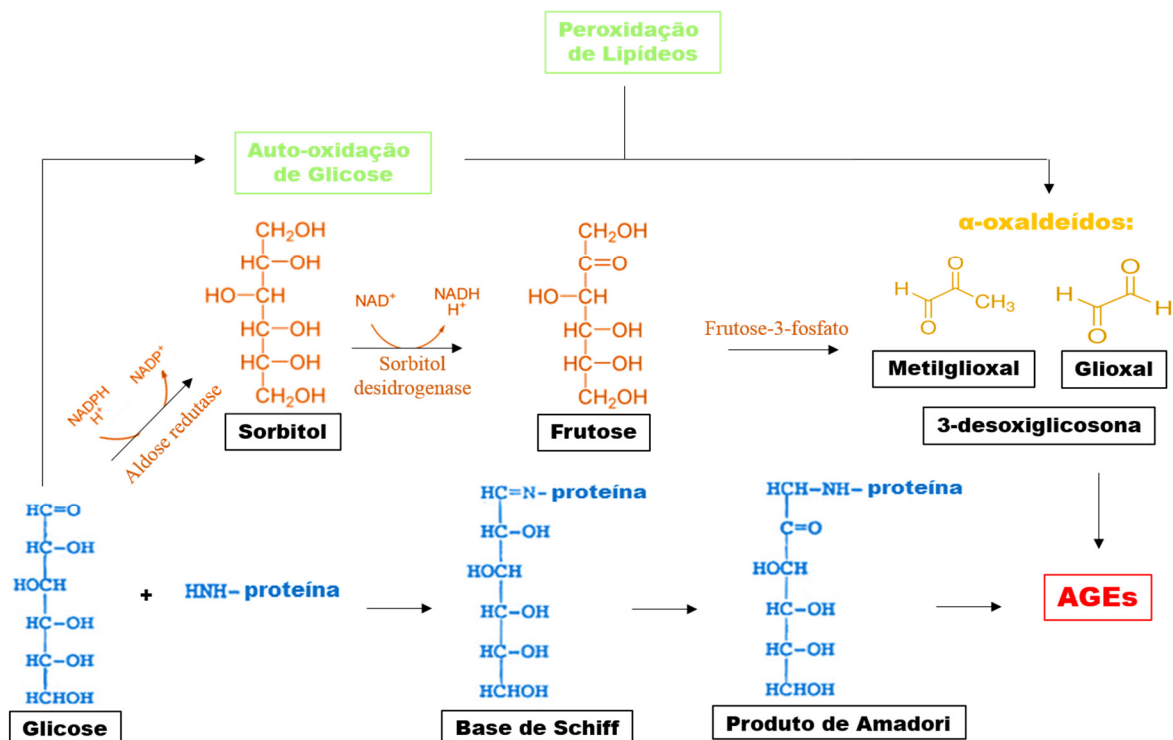 Peroxidação
de Lipídeos
Auto-oxidação
de Glicose
α-oxaldeídos:
CH₂OH
HC–OH
HO–CH
HC–OH
HC–OH
CH₂OH
Sorbitol
NADPH
H⁺
NADP⁺
Aldose redutase
NAD⁺
NADH
H⁺
Sorbitol
desidrogenase
CH₂OH
C=O
HO–CH
HC–OH
HC–OH
CH₂OH
Frutose
Frutose-3-fosfato
H
O
O
CH₃
Metilglioxal
O
H
H
O
Glioxal
3-desoxiglicosona
HC=O
HC–OH
HOCH
HC–OH
HC–OH
HCHOH
Glicose
+
HNH– proteína
HC=N– proteína
HC–OH
HOCH
HC–OH
HC–OH
HCHOH
Base de Schiff
HCH–NH– proteína
C=O
HOCH
HC–OH
HC–OH
HCHOH
Produto de Amadori
AGEs